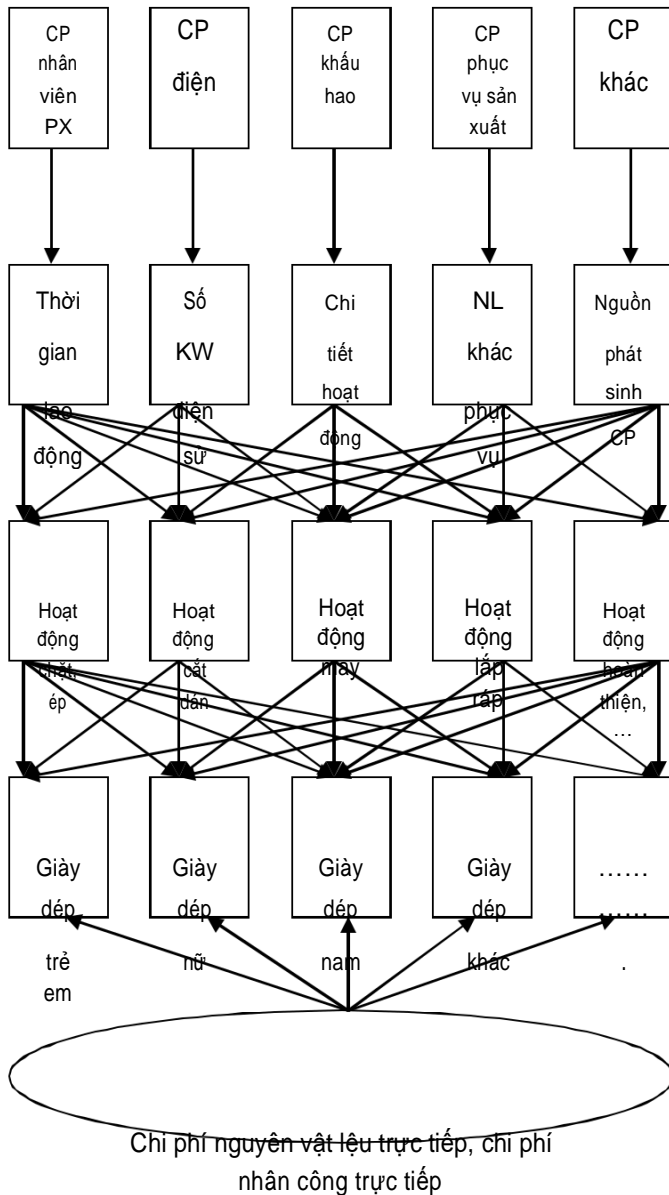 CP
nhân
viên
PX
CP
điện
CP
khấu
hao
CP
phục
vụ sản
xuất
CP
khác
Thời
gian
lao
động
Số
KW
điện
sử
Chi
tiết
hoạt
động
NL
khác
phục
vụ
Nguồn
phát
sinh
CP
Hoạt
động
chặt,
ép
Hoạt
động
cắt
dán
Hoạt
động
may
Hoạt
động
lắp
ráp
Hoạt
động
hoàn
thiện,
…
Giày
dép
trẻ
em
Giày
dép
nữ
Giày
dép
nam
Giày
dép
khác
……
……
.
Chi phí nguyên vật lệu trực tiếp, chi phí
nhân công trực tiếp